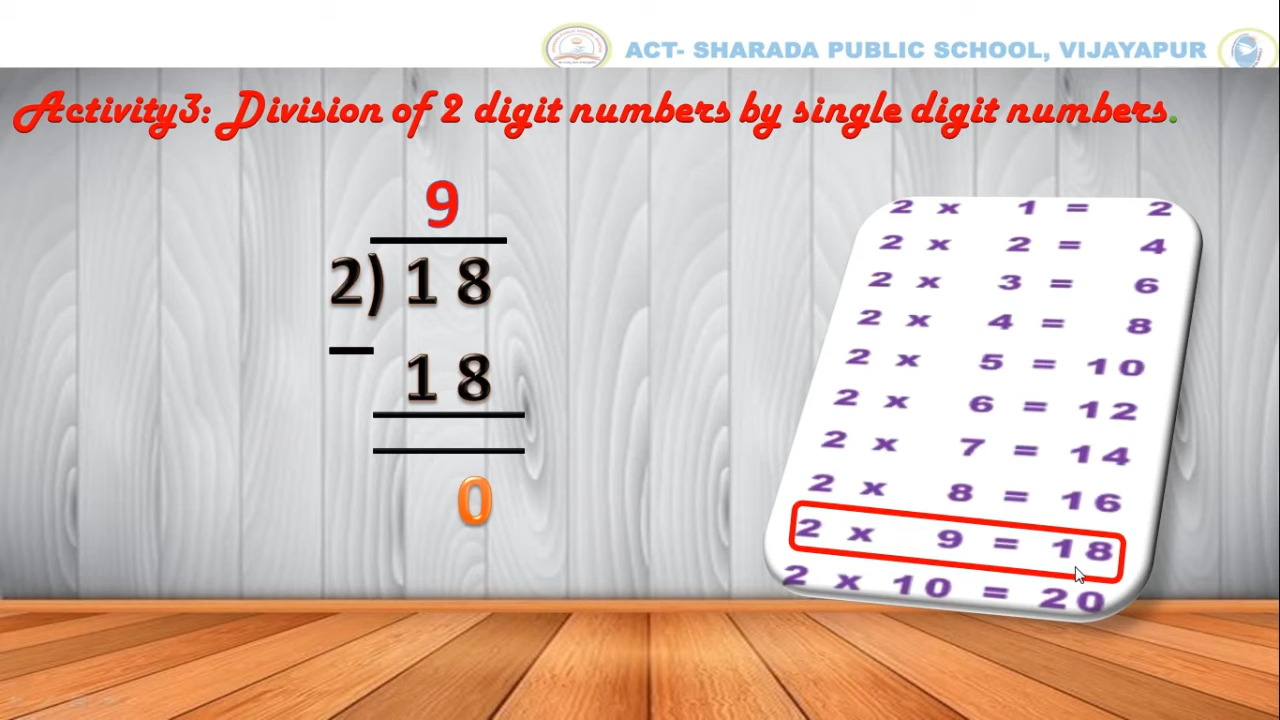 ACT- SHARADA PUBLIC SCHOOL, VIJAYAPUR
Activity3: Division of 2 digit numbers by single digit numbers.
9
2) 1 8
1 8
0
2 x 1 = 2
2 x 2 = 4
2 x 3 = 6
2 x 4 = 8
2 x 5 = 10
2 x 6 = 12
2 x 7 = 14
2 x 8 = 16
2 x 9 = 18
2 x 10 = 20